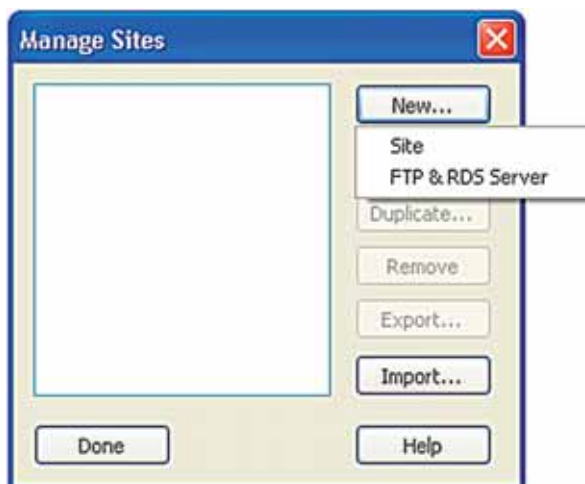 Manage Sites
New...
Site
FTP & RDS Server
Duplicate...
Remove
Export...
Import...
Done
Help